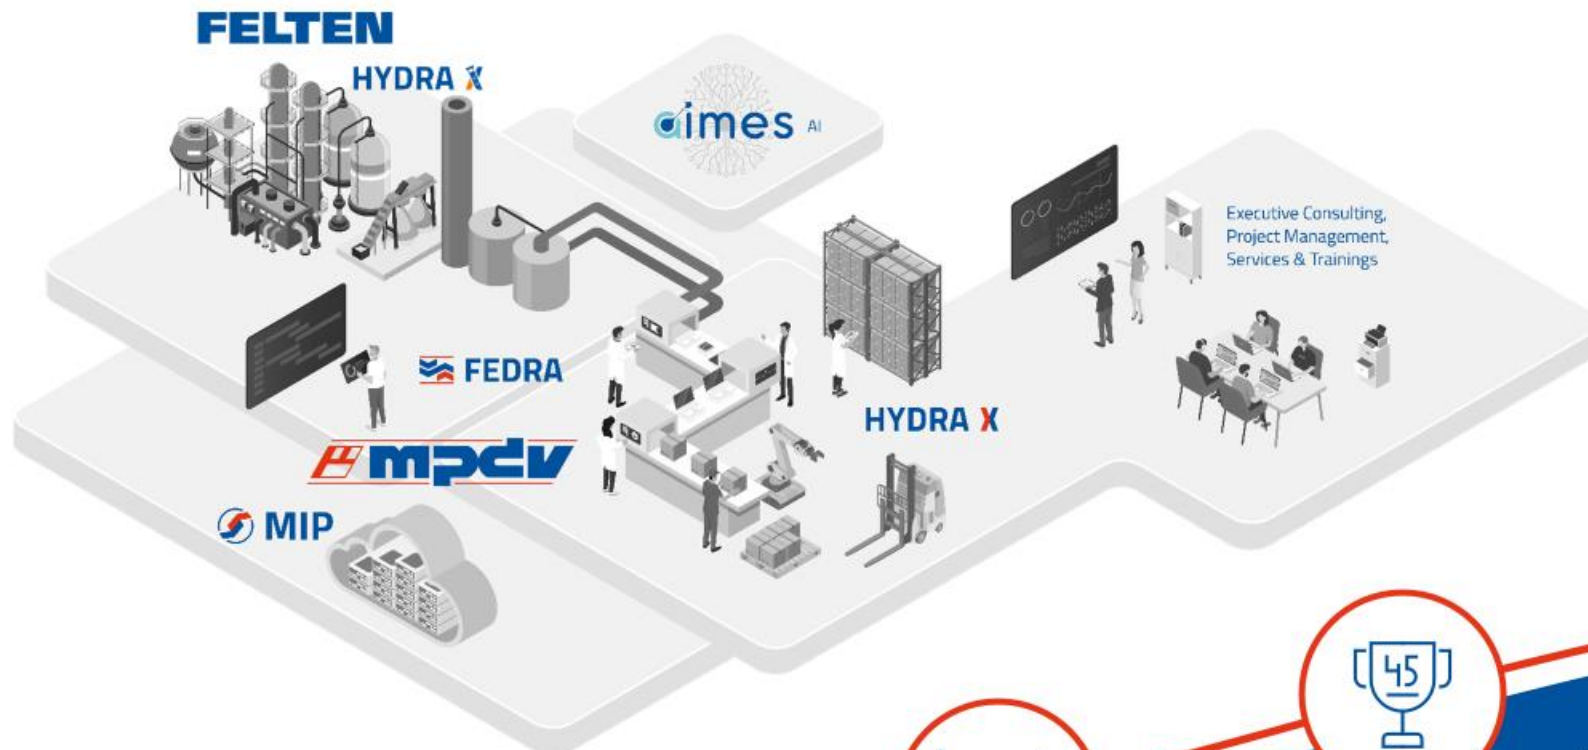 FELTEN
HYDRA X
aimes AI
Executive Consulting,
Project Management,
Services & Trainings
FEDRA
HYDRA X
mpdv
MIP
45